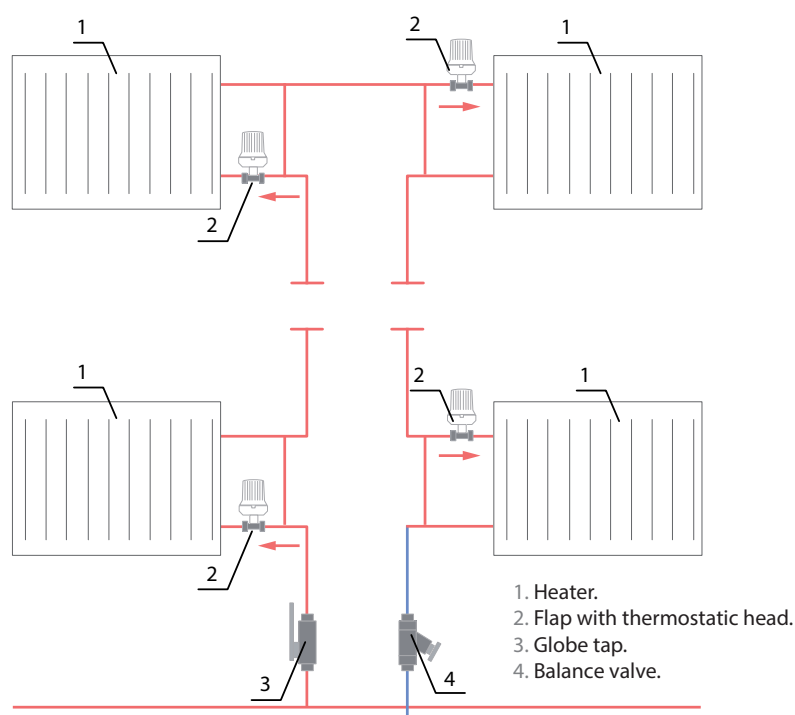 1
2
1
2
1
2
1
2
1. Heater.
2. Flap with thermostatic head.
3. Globe tap.
4. Balance valve.
3
4